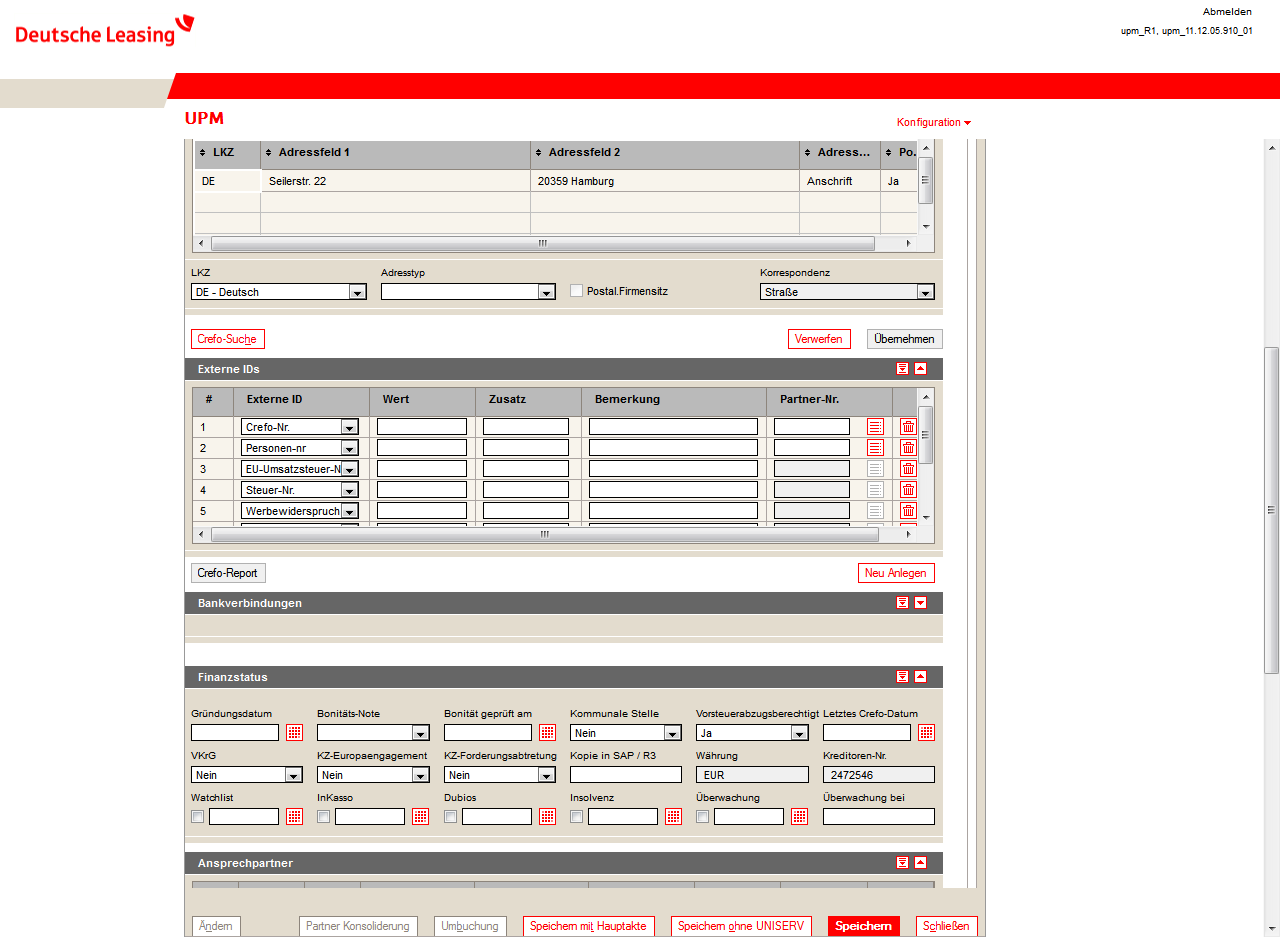 Deutsche Leasing
Abmelden
upm_R1, upm_11.12.05.910_01
UPM
Konfiguration
LKZ Adressfeld 1 Adressfeld 2 Adress... Po.
DE Seilerstr. 22 20359 Hamburg Anschrift Ja
LKZ Adresstyp Korrespondenz
DE - Deutsch Postal.Firmensitz Straße
Crefo-Suche Verwerfen Übernehmen
Externe IDs
# Externe ID Wert Zusatz Bemerkung Partner-Nr.
1 Crefo-Nr.
2 Personen-nr
3 EU-Umsatzsteuer-N
4 Steuer-Nr.
5 Werbewiderspruch
Crefo-Report Neu Anlegen
Bankverbindungen
Finanzstatus
Gründungsdatum Bonitäts-Note Bonität geprüft am Kommunale Stelle Vorsteuerabzugsberechtigt Letztes Crefo-Datum
Nein Ja
VKrG KZ-Europaengagement KZ-Forderungsabtretung Kopie in SAP / R3 Währung Kreditoren-Nr.
Nein Nein Nein EUR 2472546
Watchlist InKasso Dubios Insolvenz Überwachung Überwachung bei
Ansprechpartner
Ändern Partner Konsolidierung Umbuchung Speichern mit Hauptakte Speichern ohne UNISERV Speichern Schließen